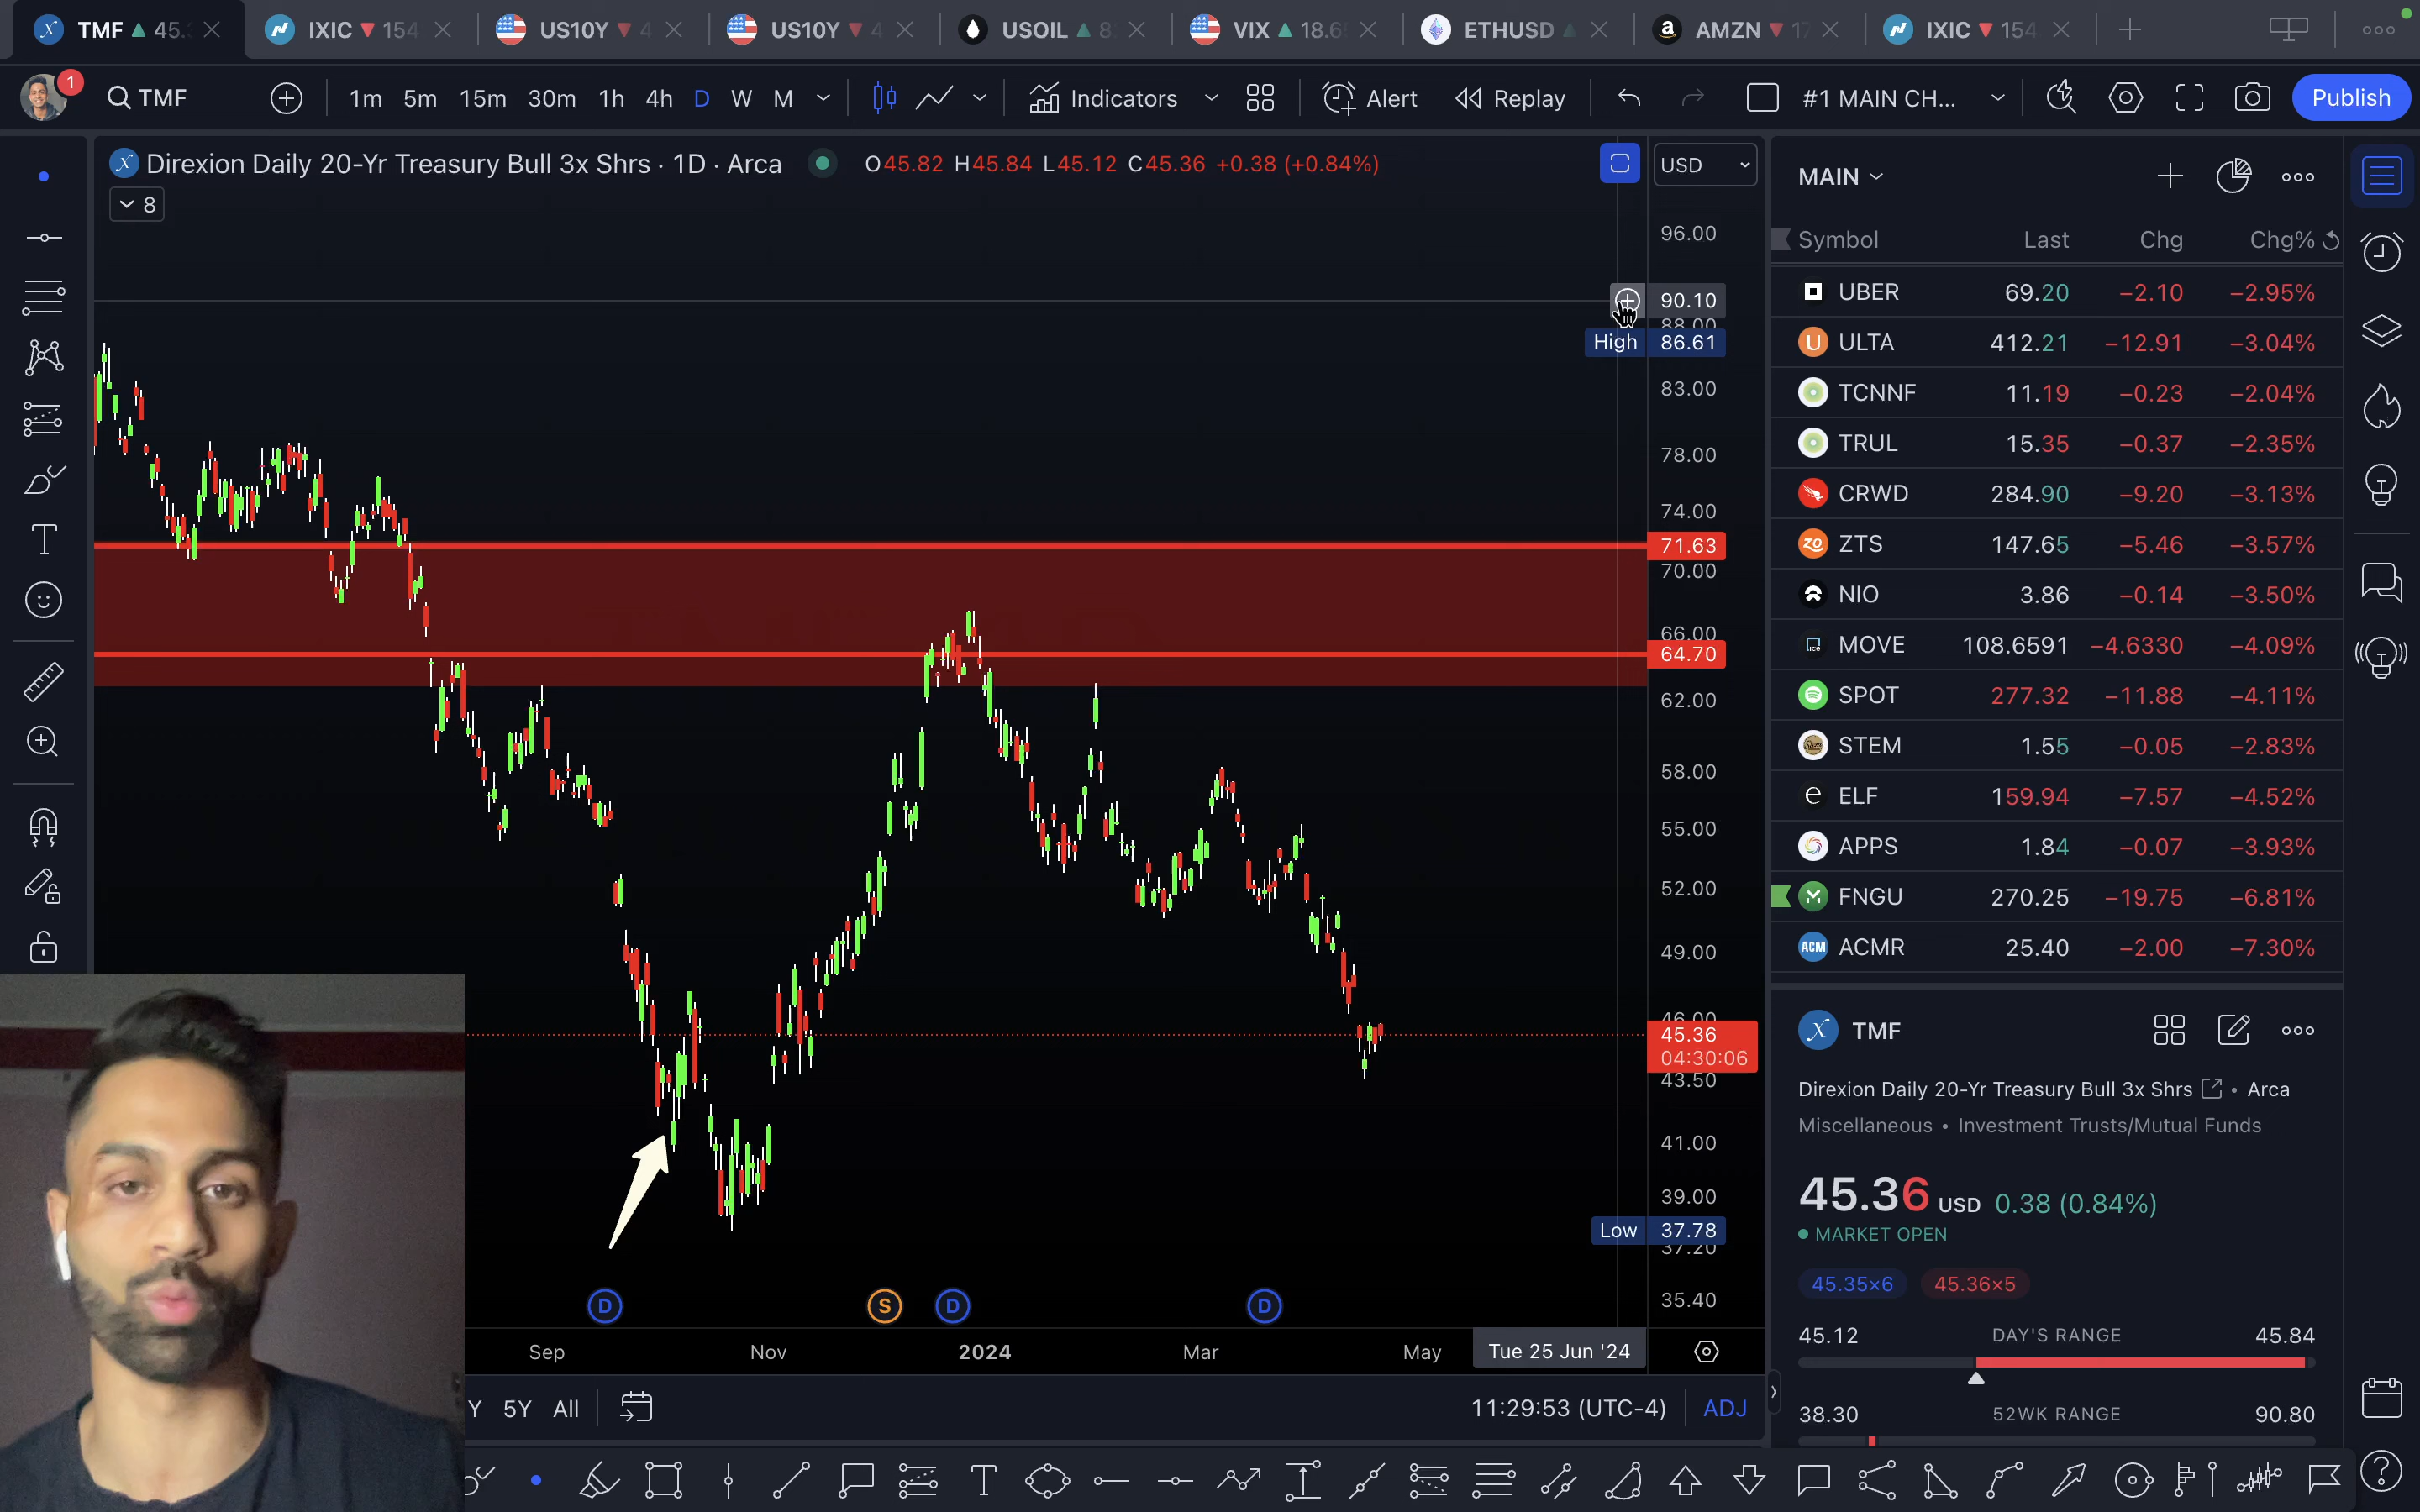 TMF 45.
IXIC 154
US10Y 4
US10Y 4
USOIL 8
VIX 18.6
ETHUSD
AMZN 17
IXIC 154
1
TMF
1m 5m 15m 30m 1h 4h D W M
Indicators
Alert
Replay
#1 MAIN CH...
Publish
Direxion Daily 20-Yr Treasury Bull 3x Shrs · 1D · Arca
O45.82 H45.84 L45.12 C45.36 +0.38 (+0.84%)
8
USD
96.00
90.10
88.00
High 86.61
83.00
78.00
74.00
71.63
70.00
66.00
64.70
62.00
58.00
55.00
52.00
49.00
46.00
45.36
04:30:06
43.50
41.00
39.00
Low 37.78
37.20
35.40
D S D D
Sep Nov 2024 Mar May Tue 25 Jun '24
Y 5Y All
11:29:53 (UTC-4) ADJ
MAIN
Symbol Last Chg Chg%
UBER 69.20 −2.10 −2.95%
ULTA 412.21 −12.91 −3.04%
TCNNF 11.19 −0.23 −2.04%
TRUL 15.35 −0.37 −2.35%
CRWD 284.90 −9.20 −3.13%
ZTS 147.65 −5.46 −3.57%
NIO 3.86 −0.14 −3.50%
MOVE 108.6591 −4.6330 −4.09%
SPOT 277.32 −11.88 −4.11%
STEM 1.55 −0.05 −2.83%
ELF 159.94 −7.57 −4.52%
APPS 1.84 −0.07 −3.93%
FNGU 270.25 −19.75 −6.81%
ACMR 25.40 −2.00 −7.30%
TMF
Direxion Daily 20-Yr Treasury Bull 3x Shrs • Arca
Miscellaneous • Investment Trusts/Mutual Funds
45.36 USD 0.38 (0.84%)
MARKET OPEN
45.35×6 45.36×5
45.12 DAY'S RANGE 45.84
38.30 52WK RANGE 90.80